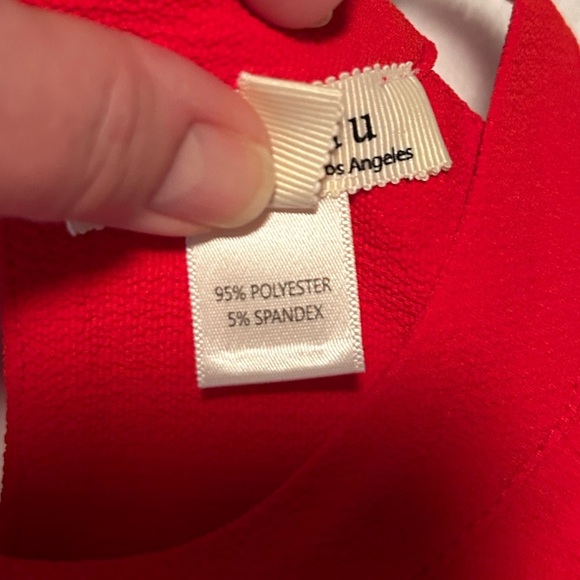 u
os Angeles
95% POLYESTER
5% SPANDEX